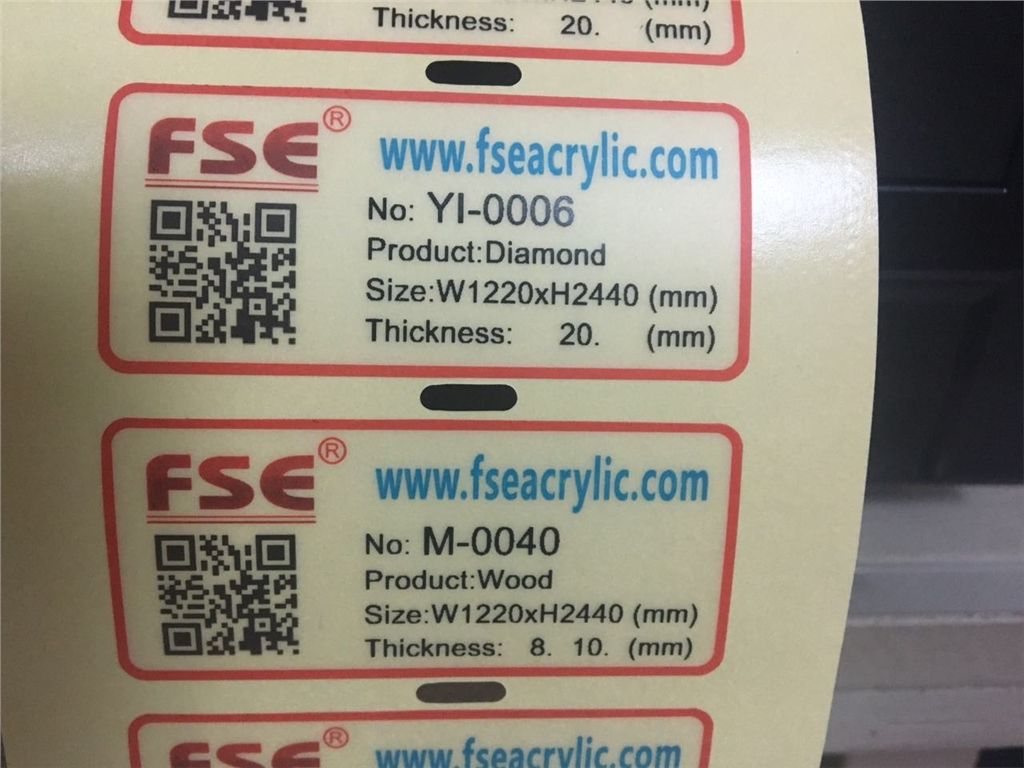 Thickness: 20. (mm)
FSE®
www.fseacrylic.com
No: YI-0006
Product:Diamond
Size:W1220xH2440 (mm)
Thickness: 20. (mm)
FSE®
www.fseacrylic.com
No: M-0040
Product:Wood
Size:W1220xH2440 (mm)
Thickness: 8. 10. (mm)
FSE®
www.fseacrylic.com